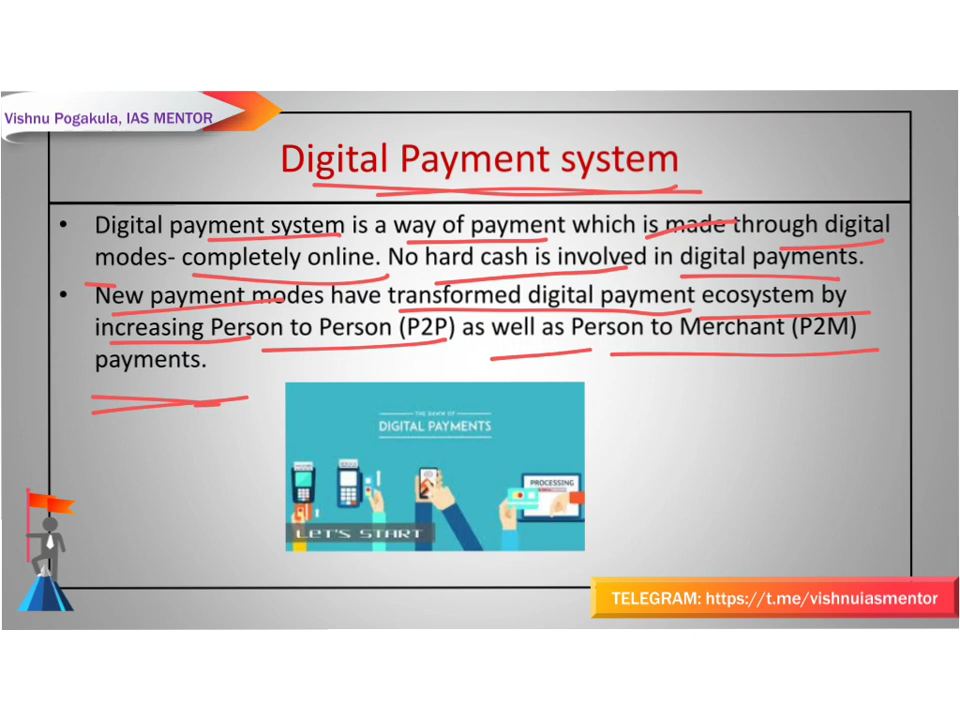 Vishnu Pogakula, IAS MENTOR
Digital Payment system
• Digital payment system is a way of payment which is made through digital
modes- completely online. No hard cash is involved in digital payments.
• New payment modes have transformed digital payment ecosystem by
increasing Person to Person (P2P) as well as Person to Merchant (P2M)
payments.
THE DAWN OF
DIGITAL PAYMENTS
PROCESSING
LET'S START
TELEGRAM: https://t.me/vishnuiasmentor